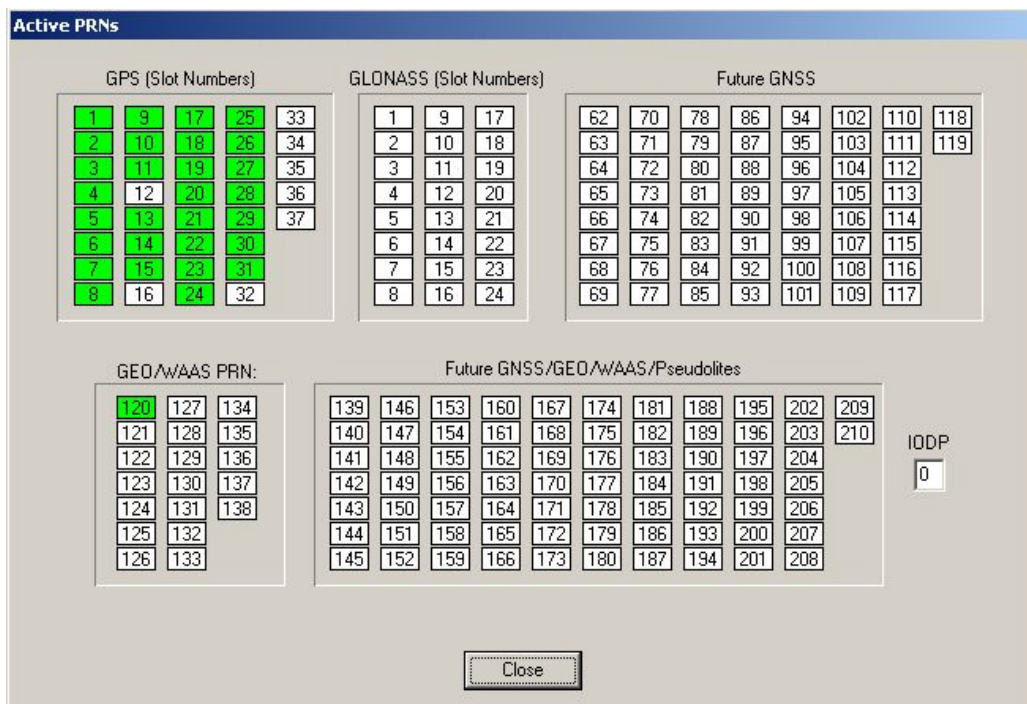 Active PRNs
GPS (Slot Numbers)
1 9 17 25 33
2 10 18 26 34
3 11 19 27 35
4 12 20 28 36
5 13 21 29 37
6 14 22 30
7 15 23 31
8 16 24 32
GLONASS (Slot Numbers)
1 9 17
2 10 18
3 11 19
4 12 20
5 13 21
6 14 22
7 15 23
8 16 24
Future GNSS
62 70 78 86 94 102 110 118
63 71 79 87 95 103 111 119
64 72 80 88 96 104 112
65 73 81 89 97 105 113
66 74 82 90 98 106 114
67 75 83 91 99 107 115
68 76 84 92 100 108 116
69 77 85 93 101 109 117
GEO/WAAS PRN:
120 127 134
121 128 135
122 129 136
123 130 137
124 131 138
125 132
126 133
Future GNSS/GEO/WAAS/Pseudolites
139 146 153 160 167 174 181 188 195 202 209
140 147 154 161 168 175 182 189 196 203 210
141 148 155 162 169 176 183 190 197 204
142 149 156 163 170 177 184 191 198 205
143 150 157 164 171 178 185 192 199 206
144 151 158 165 172 179 186 193 200 207
145 152 159 166 173 180 187 194 201 208
IODP
0
Close